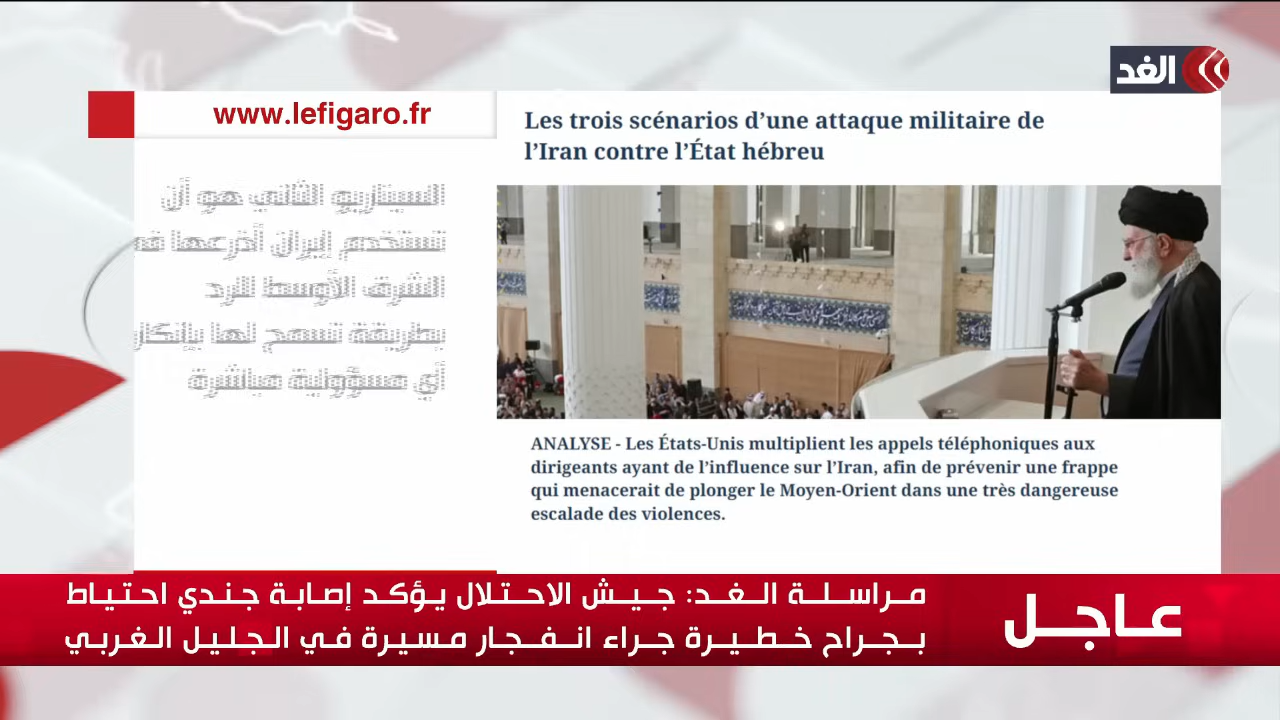 الغد
www.lefigaro.fr
Les trois scénarios d’une attaque militaire de
l’Iran contre l’État hébreu
السيناريو الثاني هو أن
تستخدم إيران أذرعها
الشرق الأوسط للرد
بطريقة تسمح لها بإنكار
أي مسؤولية مباشرة
ANALYSE - Les États-Unis multiplient les appels téléphoniques aux
dirigeants ayant de l’influence sur l’Iran, afin de prévenir une frappe
qui menacerait de plonger le Moyen-Orient dans une très dangereuse
escalade des violences.
عاجل
مراسلة الغد: جيش الاحتلال يؤكد إصابة جندي احتياط
بجراح خطيرة جراء انفجار مسيرة في الجليل الغربي